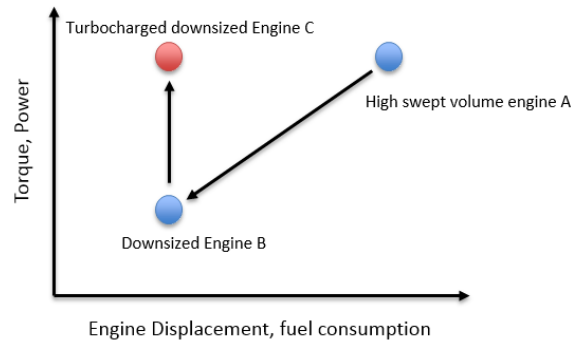 Turbocharged downsized Engine C
High swept volume engine A
Torque, Power
Downsized Engine B
Engine Displacement, fuel consumption